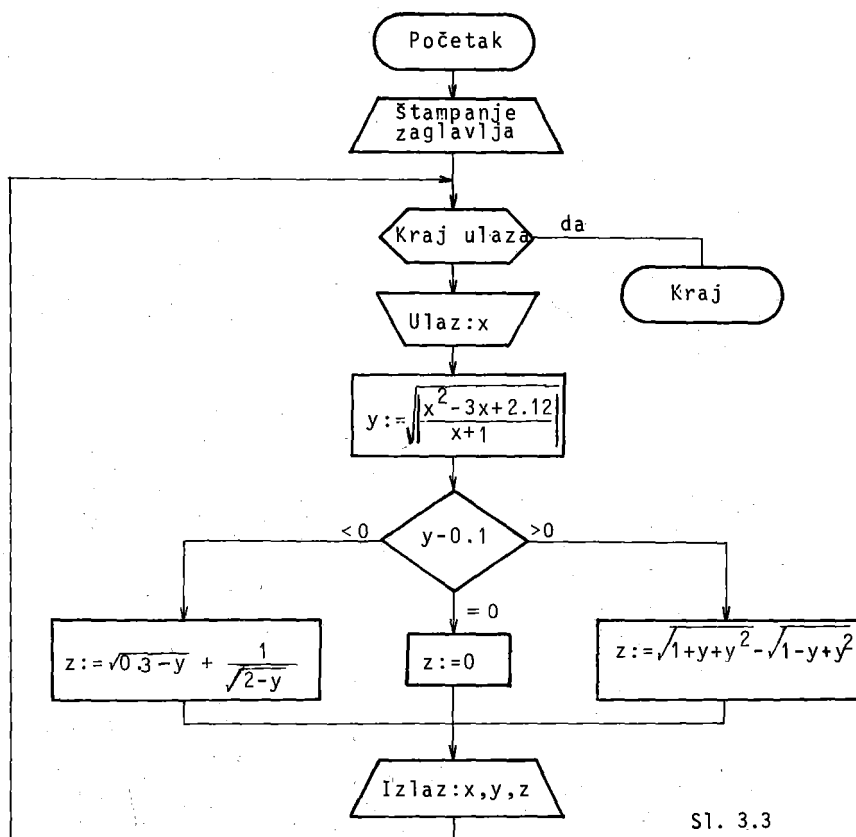 Početak
Štampanje
zaglavlja
Kraj ulaza
da
Kraj
Ulaz:x
y:=√|x²-3x+2.12/x+1|
<0
y-0.1
>0
= 0
z:=√0.3-y + 1/√2-y
z:=0
z:=√1+y+y²-√1-y+y²
Izlaz:x,y,z
Sl. 3.3